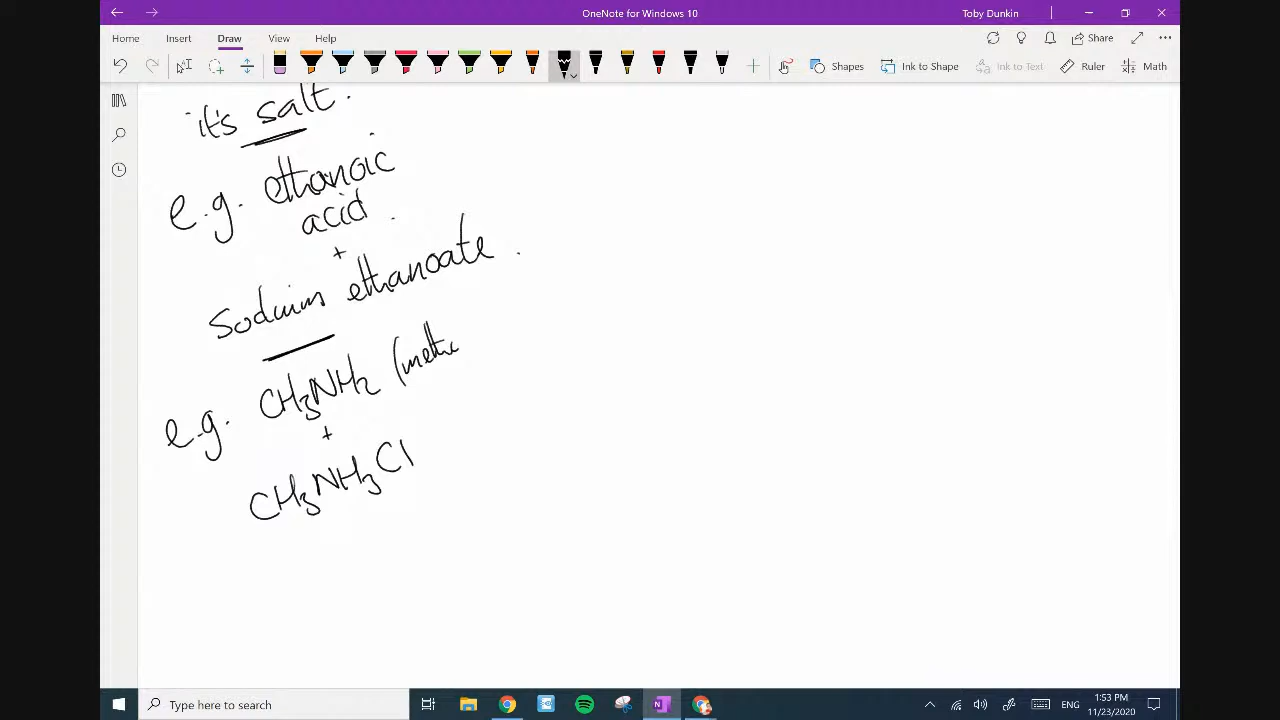 OneNote for Windows 10
Toby Dunkin
Home Insert Draw View Help
Share
Shapes Ink to Shape Ink to Text Ruler Math
it's salt.
e.g. ethanoic
acid
+
Sodium ethanoate.
e.g. CH3NH2 (meth
+
CH3NH3Cl
Type here to search
ENG
1:53 PM
11/23/2020